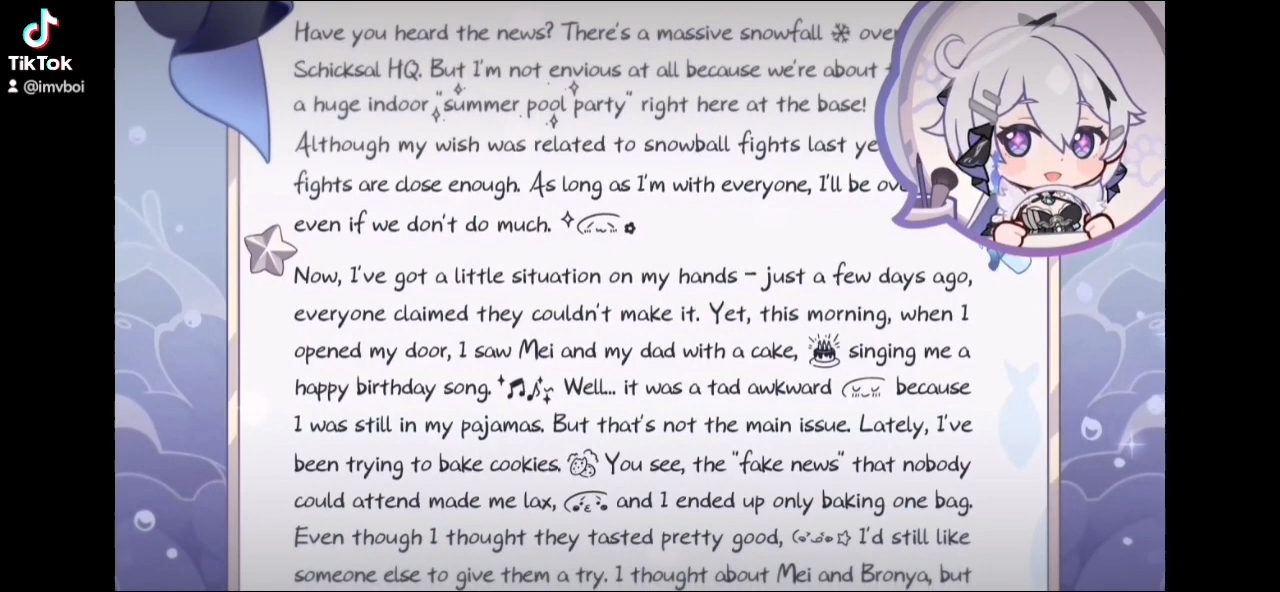 TikTok
@imvboi
Have you heard the news? There's a massive snowfall over
Schicksal HQ. But I'm not envious at all because we're about
a huge indoor "summer pool party" right here at the base!
Although my wish was related to snowball fights last
fights are close enough. As long as I'm with everyone, I'll be
even if we don't do much.
Now, I've got a little situation on my hands - just a few days ago,
everyone claimed they couldn't make it. Yet, this morning, when I
opened my door, I saw Mei and my dad with a cake, singing me a
happy birthday song. Well... it was a tad awkward because
I was still in my pajamas. But that's not the main issue. Lately, I've
been trying to bake cookies. You see, the "fake news" that nobody
could attend made me lax, and I ended up only baking one bag.
Even though I thought they tasted pretty good, I'd still like
someone else to give them a try. I thought about Mei and Bronya, but